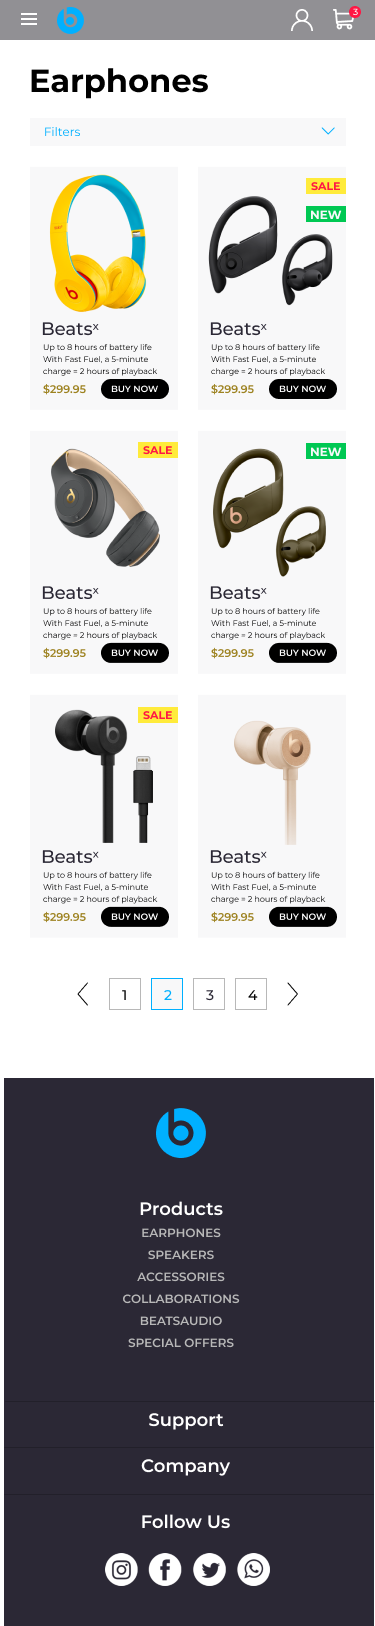 3
Earphones
Filters
Beatsˣ
Up to 8 hours of battery life
With Fast Fuel, a 5-minute
charge = 2 hours of playback
$299.95 BUY NOW
SALE
NEW
Beatsˣ
Up to 8 hours of battery life
With Fast Fuel, a 5-minute
charge = 2 hours of playback
$299.95 BUY NOW
SALE
Beatsˣ
Up to 8 hours of battery life
With Fast Fuel, a 5-minute
charge = 2 hours of playback
$299.95 BUY NOW
NEW
Beatsˣ
Up to 8 hours of battery life
With Fast Fuel, a 5-minute
charge = 2 hours of playback
$299.95 BUY NOW
SALE
Beatsˣ
Up to 8 hours of battery life
With Fast Fuel, a 5-minute
charge = 2 hours of playback
$299.95 BUY NOW
Beatsˣ
Up to 8 hours of battery life
With Fast Fuel, a 5-minute
charge = 2 hours of playback
$299.95 BUY NOW
1 2 3 4
Products
EARPHONES
SPEAKERS
ACCESSORIES
COLLABORATIONS
BEATSAUDIO
SPECIAL OFFERS
Support
Company
Follow Us